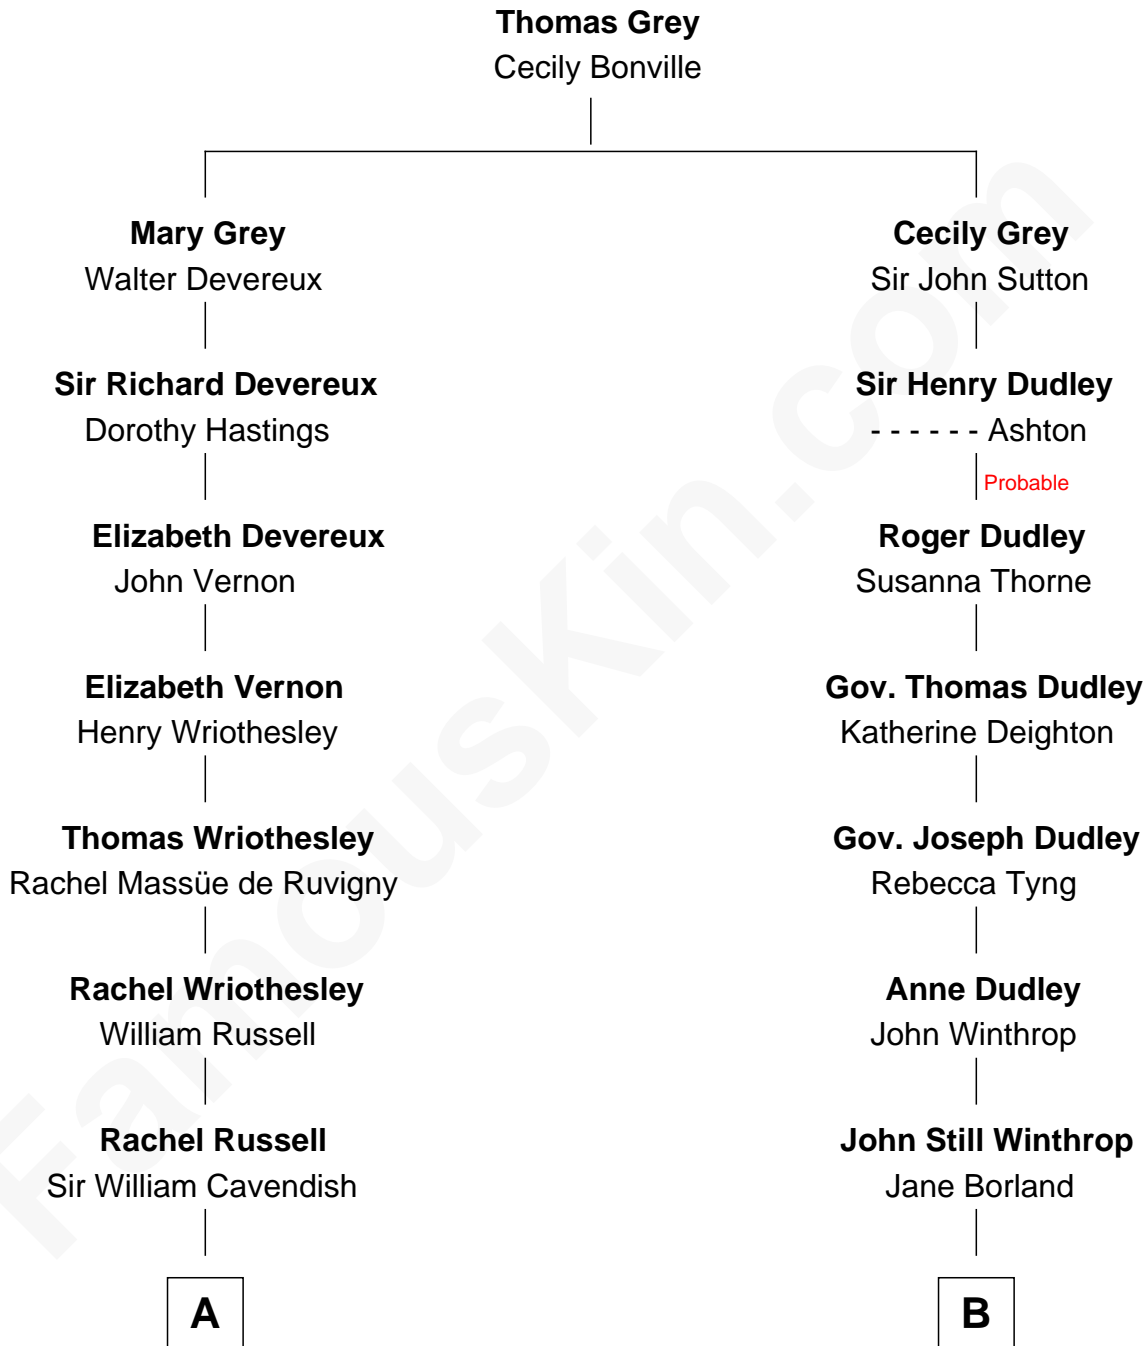 Thomas Grey
Cecily Bonville
Mary Grey
Walter Devereux
Sir Richard Devereux
Dorothy Hastings
Elizabeth Devereux
John Vernon
Elizabeth Vernon
Henry Wriothesley
Thomas Wriothesley
Rachel Massüe de Ruvigny
Rachel Wriothesley
William Russell
Rachel Russell
Sir William Cavendish
A
Cecily Grey
Sir John Sutton
Sir Henry Dudley
- - - - - - Ashton
Probable
Roger Dudley
Susanna Thorne
Gov. Thomas Dudley
Katherine Deighton
Gov. Joseph Dudley
Rebecca Tyng
Anne Dudley
John Winthrop
John Still Winthrop
Jane Borland
B
FamousKin.com